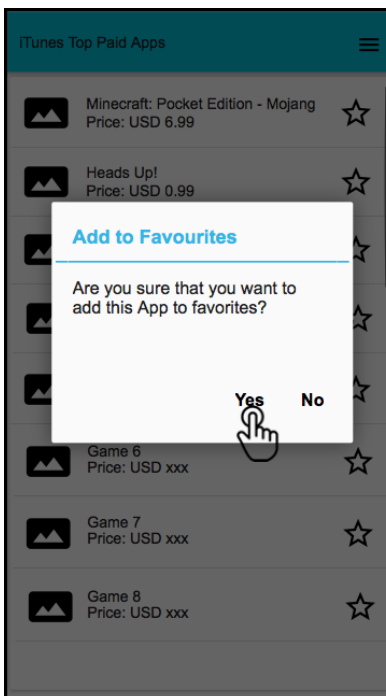 iTunes Top Paid Apps
Minecraft: Pocket Edition - Mojang
Price: USD 6.99
Heads Up!
Price: USD 0.99
Add to Favourites
Are you sure that you want to
add this App to favorites?
Yes No
Game 6
Price: USD xxx
Game 7
Price: USD xxx
Game 8
Price: USD xxx